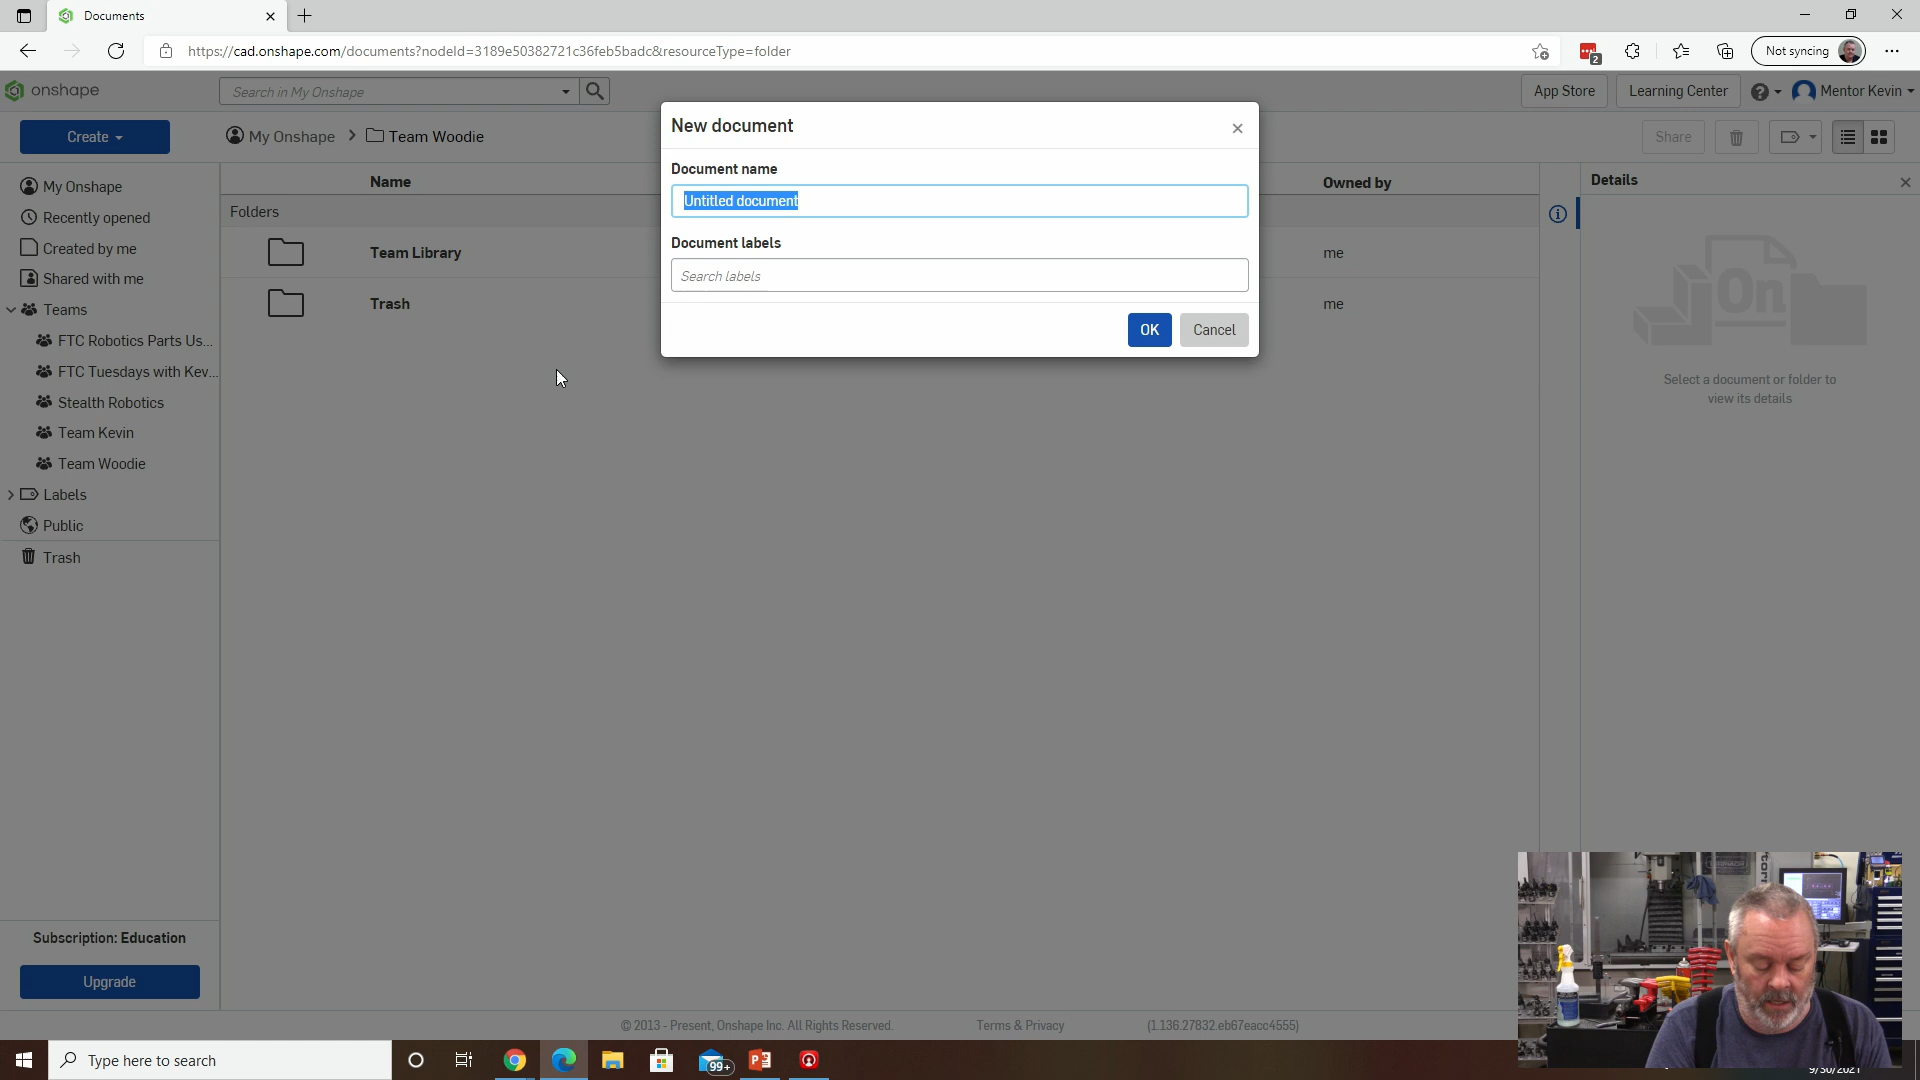 Documents
https://cad.onshape.com/documents?nodeId=3189e50382721c36feb5badc&resourceType=folder
2
Not syncing
onshape
Search in My Onshape
App Store
Learning Center
Mentor Kevin
Create
My Onshape
Team Woodie
Share
New document
Document name
Untitled document
Document labels
Search labels
OK
Cancel
My Onshape
Recently opened
Created by me
Shared with me
Teams
FTC Robotics Parts Us...
FTC Tuesdays with Kev...
Stealth Robotics
Team Kevin
Team Woodie
Labels
Public
Trash
Name
Owned by
Folders
Team Library
me
Trash
me
Details
On
Select a document or folder to
view its details
Subscription: Education
Upgrade
© 2013 - Present, Onshape Inc. All Rights Reserved.
Terms & Privacy
(1.136.27832.eb67eacc4555)
Type here to search
99+
9/30/2021